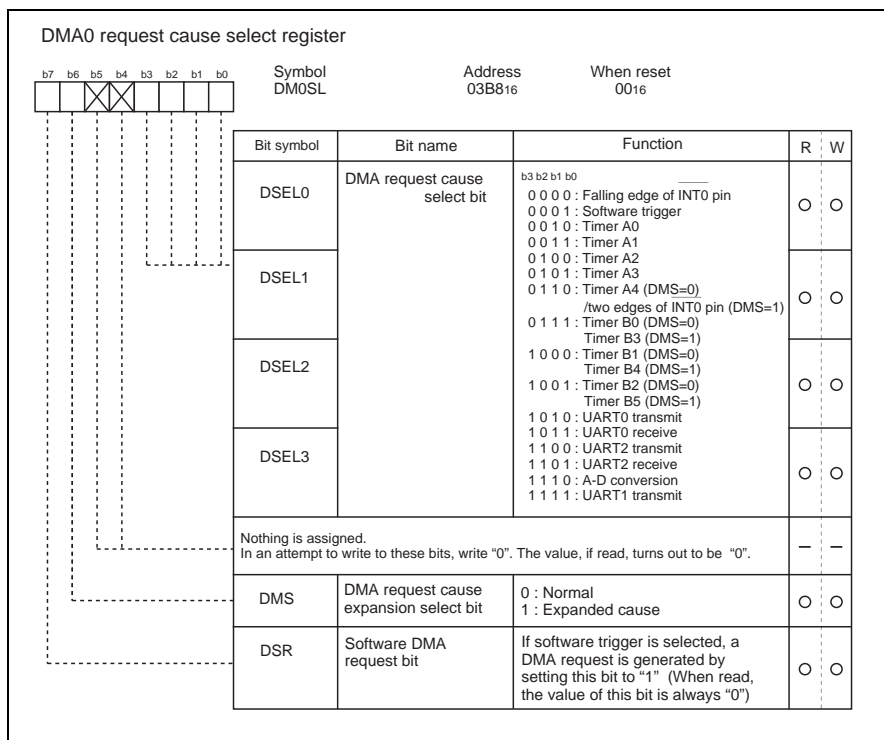 DMA0 request cause select register
b7 b6 b5 b4 b3 b2 b1 b0
Symbol Address When reset
DM0SL 03B816 0016
Bit symbol Bit name Function R W
DSEL0
DMA request cause
select bit
b3 b2 b1 b0
0 0 0 0 : Falling edge of INT0 pin
0 0 0 1 : Software trigger
0 0 1 0 : Timer A0
0 0 1 1 : Timer A1
0 1 0 0 : Timer A2
0 1 0 1 : Timer A3
0 1 1 0 : Timer A4 (DMS=0)
/two edges of INT0 pin (DMS=1)
0 1 1 1 : Timer B0 (DMS=0)
Timer B3 (DMS=1)
1 0 0 0 : Timer B1 (DMS=0)
Timer B4 (DMS=1)
1 0 0 1 : Timer B2 (DMS=0)
Timer B5 (DMS=1)
1 0 1 0 : UART0 transmit
1 0 1 1 : UART0 receive
1 1 0 0 : UART2 transmit
1 1 0 1 : UART2 receive
1 1 1 0 : A-D conversion
1 1 1 1 : UART1 transmit
DSEL1
DSEL2
DSEL3
Nothing is assigned.
In an attempt to write to these bits, write “0”. The value, if read, turns out to be “0”.
– –
DMS
DMA request cause
expansion select bit
0 : Normal
1 : Expanded cause
DSR
Software DMA
request bit
If software trigger is selected, a
DMA request is generated by
setting this bit to “1” (When read,
the value of this bit is always “0”)